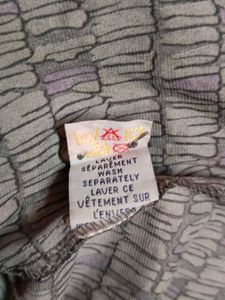 LAVER
SÉPARÉMENT
WASH
SEPARATELY
LAVER CE
VÊTEMENT SUR
L'ENVERS